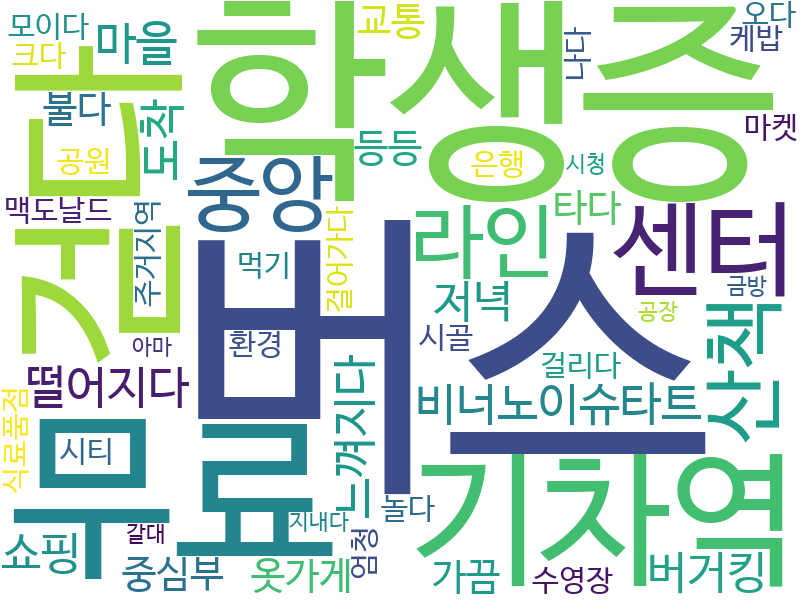 모이다
크다
마을
학생증
교통
나다
오다
케밥
마켓
불다
도착
공원
등등
은행
시청
걷다
맥도날드
주거지역
중앙
걸어가다
라인
타다
센터
버스
먹기
저녁
금방
공장
아마
환경
시골
걸리다
산책
떨어지다
느껴지다
비너노이슈타트
식료품점
시티
무료
기차역
놀다
지내다
갈대
쇼핑
중심부
옷가게
엄청
가끔
수영장
버거킹